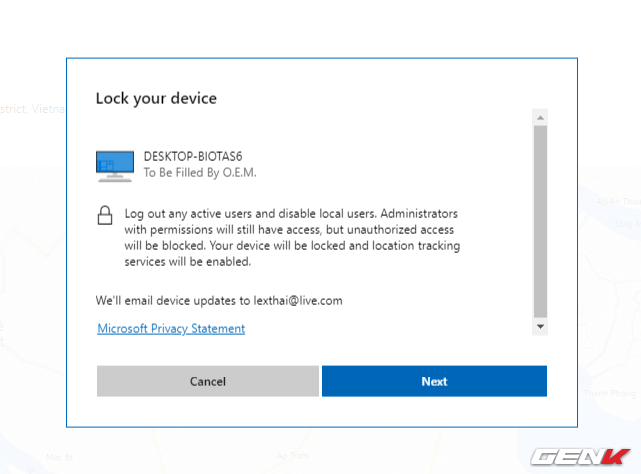 Lock your device
DESKTOP-BIOTAS6
To Be Filled By O.E.M.
Log out any active users and disable local users. Administrators
with permissions will still have access, but unauthorized access
will be blocked. Your device will be locked and location tracking
services will be enabled.
We'll email device updates to lexthai@live.com
Microsoft Privacy Statement
Cancel
Next
strict, Vietna
Thanh Phong
GENK